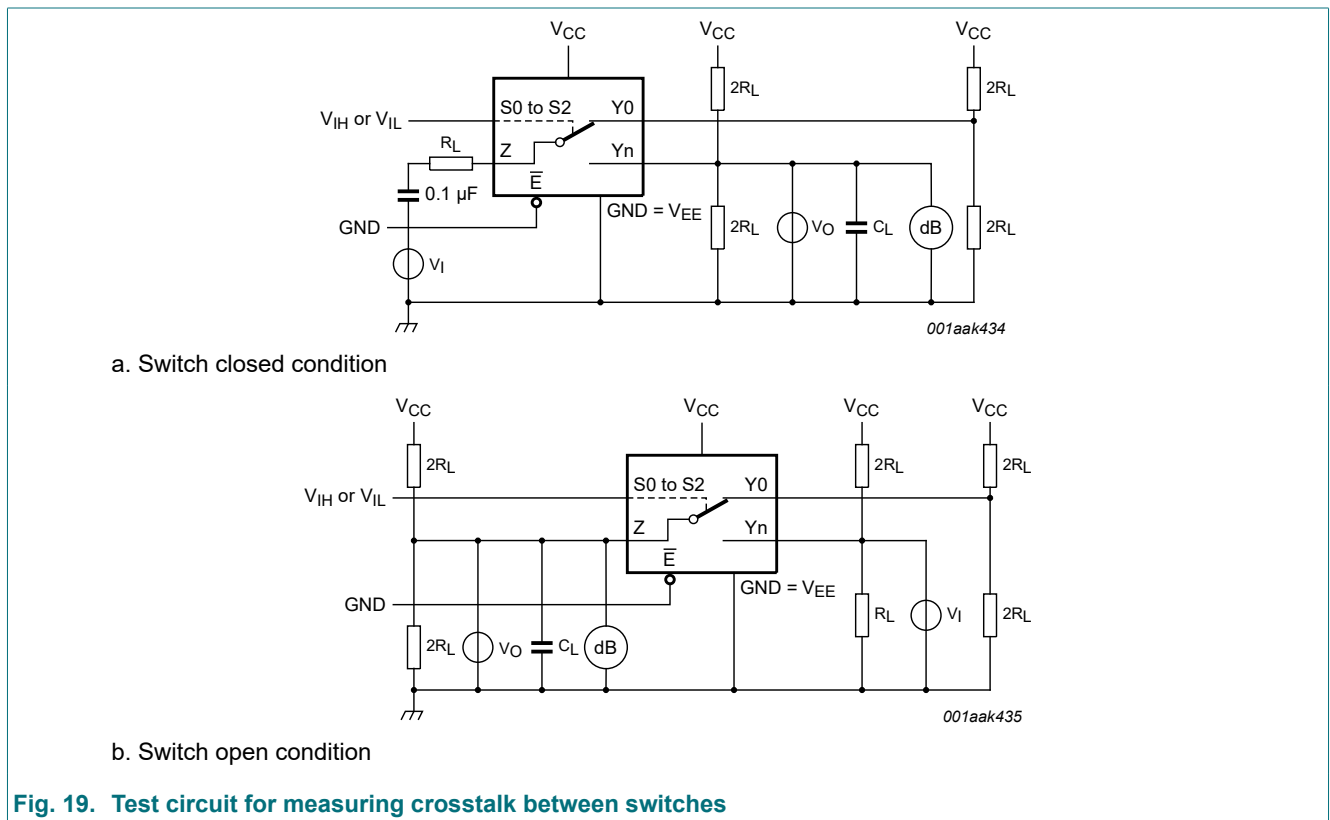 VCC VCC VCC
2RL 2RL
S0 to S2 Y0
VIH or VIL
RL Z Yn
E̅
0.1 µF
GND = VEE
GND 2RL VO CL dB 2RL
VI
001aak434
a. Switch closed condition
VCC VCC VCC VCC
2RL 2RL 2RL
S0 to S2 Y0
VIH or VIL
Z Yn
E̅
GND = VEE
GND
2RL VO CL dB RL VI 2RL
001aak435
b. Switch open condition
Fig. 19. Test circuit for measuring crosstalk between switches